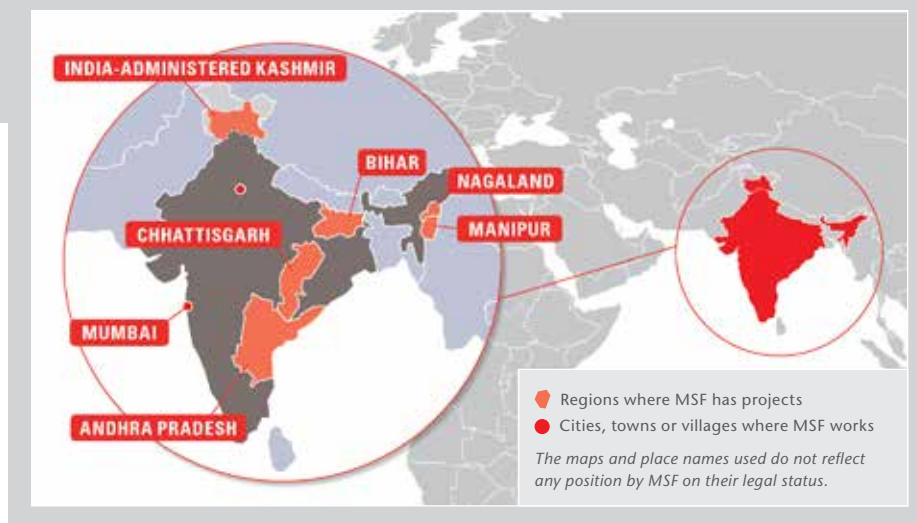 INDIA-ADMINISTERED KASHMIR
BIHAR
NAGALAND
CHHATTISGARH
MANIPUR
MUMBAI
ANDHRA PRADESH
Regions where MSF has projects
Cities, towns or villages where MSF works
The maps and place names used do not reflect
any position by MSF on their legal status.